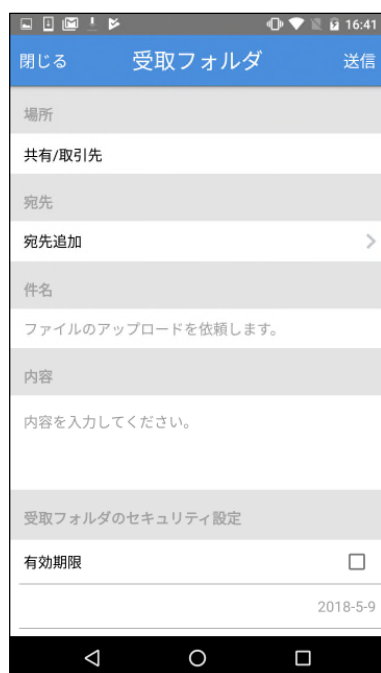 16:41
閉じる 受取フォルダ 送信
場所
共有/取引先
宛先
宛先追加
件名
ファイルのアップロードを依頼します。
内容
内容を入力してください。
受取フォルダのセキュリティ設定
有効期限
2018-5-9